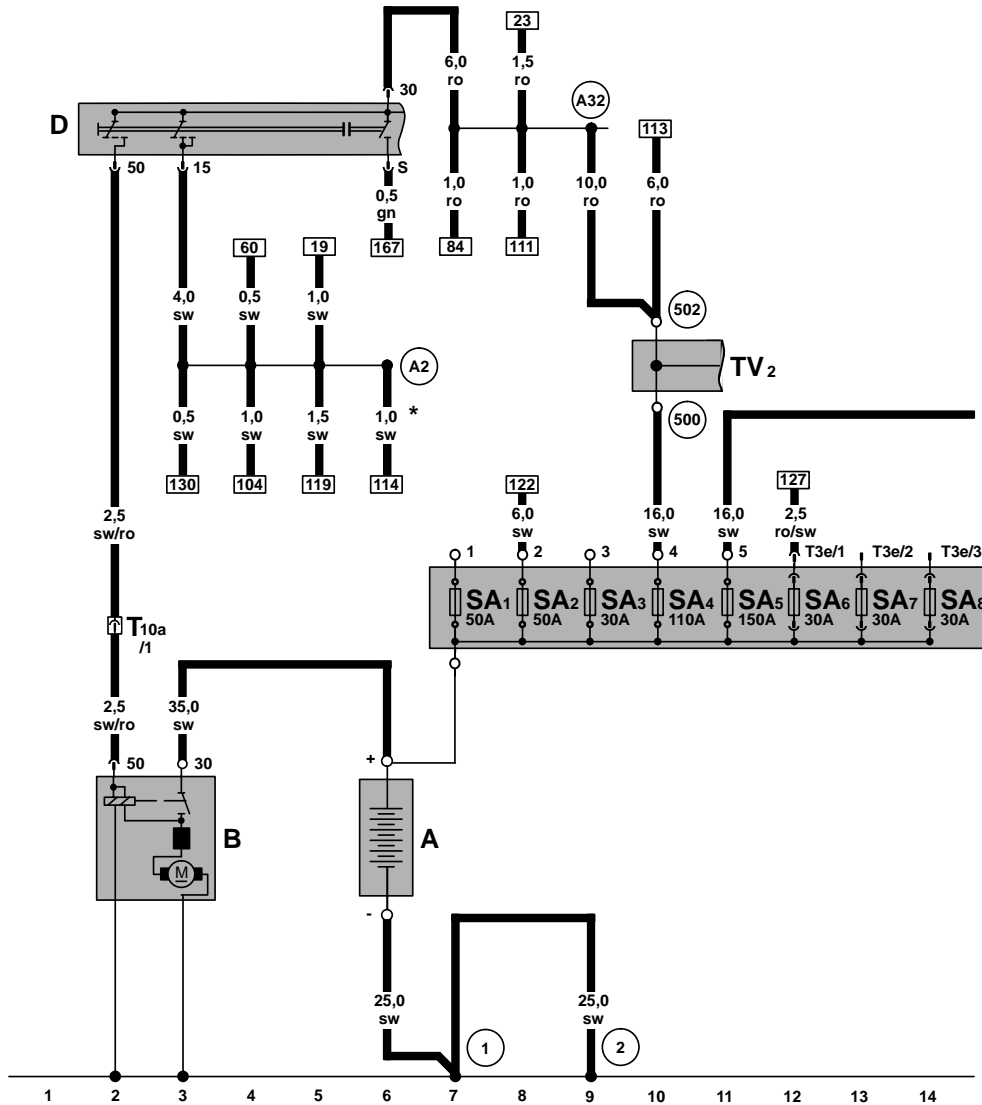 23
6,0
ro
1,5
ro
30
A32
D
113
50
15
S
0,5
gn
1,0
ro
1,0
ro
10,0
ro
6,0
ro
60
19
167
84
111
4,0
sw
0,5
sw
1,0
sw
502
A2
TV 2
0,5
sw
1,0
sw
1,5
sw
1,0
sw
*
500
130
104
119
114
122
127
2,5
sw/ro
6,0
sw
16,0
sw
16,0
sw
2,5
ro/sw
1
2
3
4
5
T3e/1
T3e/2
T3e/3
SA1
50A
SA2
50A
SA3
30A
SA4
110A
SA5
150A
SA6
30A
SA7
30A
SA8
30A
T10a
/1
2,5
sw/ro
35,0
sw
50
30
+
B
M
A
-
25,0
sw
25,0
sw
1
2
1 2 3 4 5 6 7 8 9 10 11 12 13 14